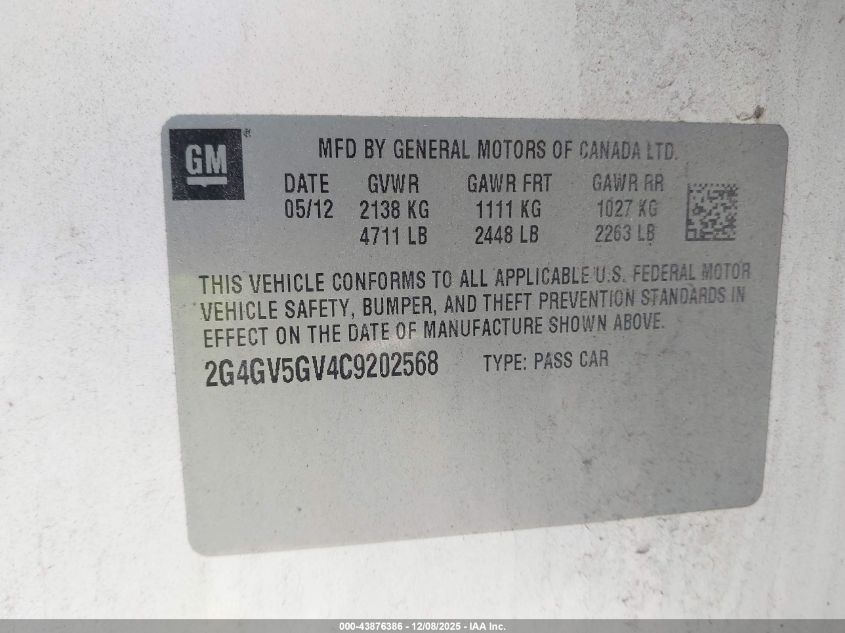 GM
MFD BY GENERAL MOTORS OF CANADA LTD.
DATE GVWR GAWR FRT GAWR RR
05/12 2138 KG 1111 KG 1027 KG
4711 LB 2448 LB 2263 LB
THIS VEHICLE CONFORMS TO ALL APPLICABLE U.S. FEDERAL MOTOR
VEHICLE SAFETY, BUMPER, AND THEFT PREVENTION STANDARDS IN
EFFECT ON THE DATE OF MANUFACTURE SHOWN ABOVE.
2G4GV5GV4C9202568 TYPE: PASS CAR
000-43876386 - 12/08/2025 - IAA Inc.